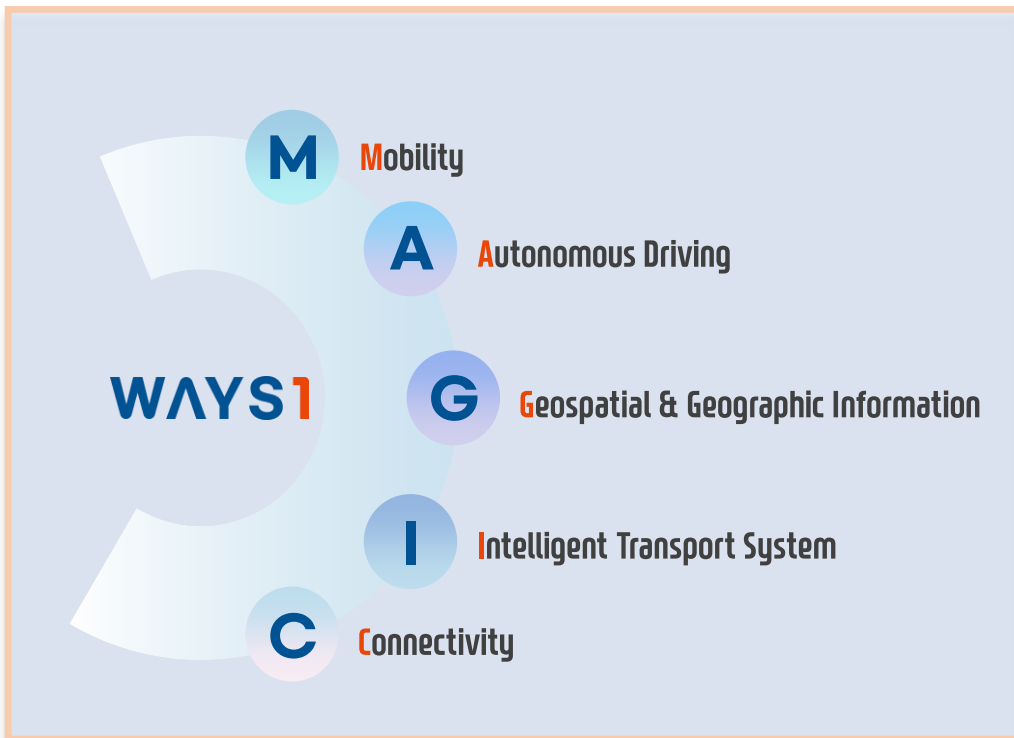 M
Mobility
A
Autonomous Driving
WAYS1
G
Geospatial & Geographic Information
I
Intelligent Transport System
C
Connectivity